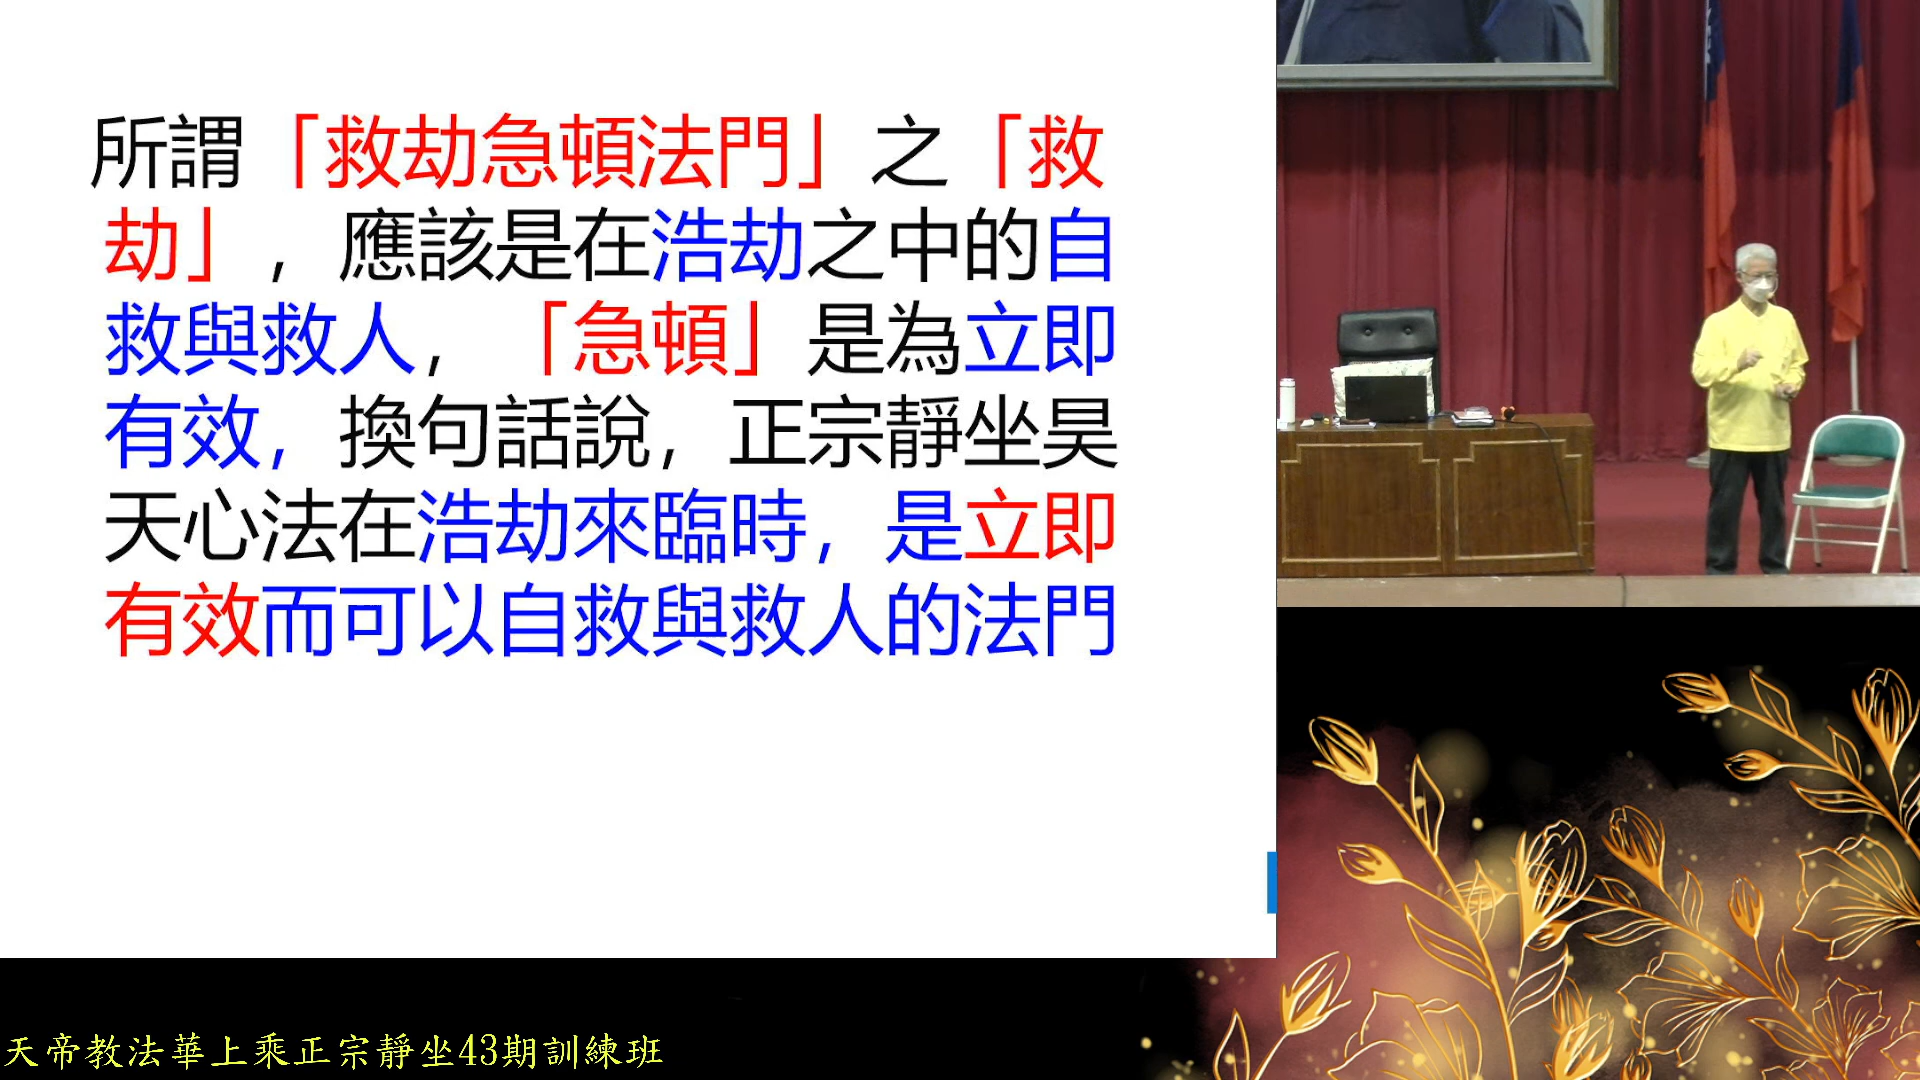 所謂「救劫急頓法門」之「救
劫」，應該是在浩劫之中的自
救與救人，「急頓」是為立即
有效，換句話說，正宗靜坐昊
天心法在浩劫來臨時，是立即
有效而可以自救與救人的法門
天帝教法華上乘正宗靜坐43期訓練班